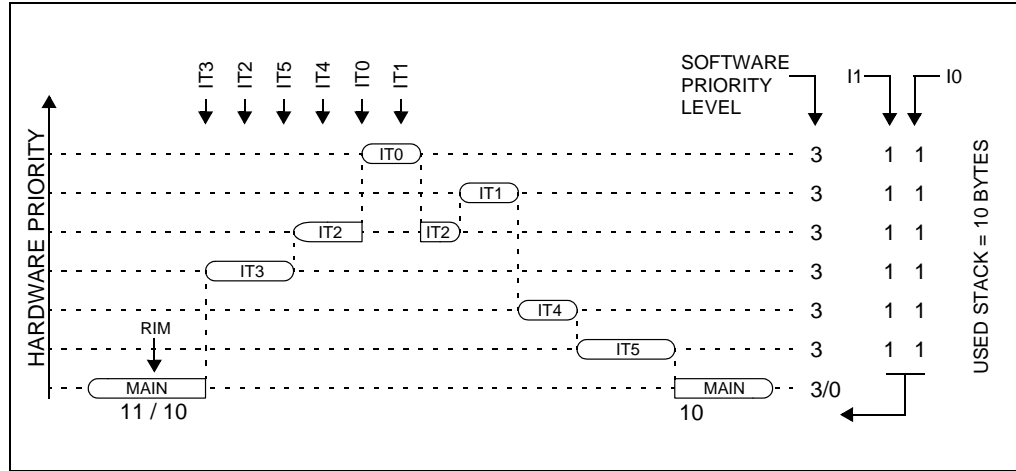 IT3 IT2 IT5 IT4 IT0 IT1
SOFTWARE
PRIORITY
LEVEL
I1 I0
HARDWARE PRIORITY
IT0 3 1 1
IT1 3 1 1
IT2 IT2 3 1 1
IT3 3 1 1
IT4 3 1 1
RIM
IT5 3 1 1
MAIN MAIN 3/0
11 / 10 10
USED STACK = 10 BYTES